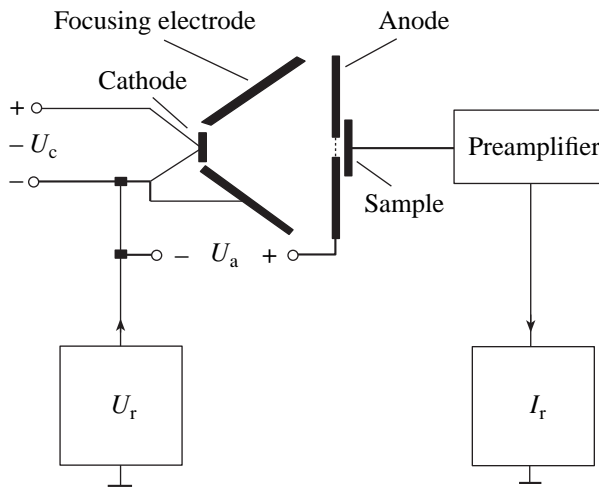 Focusing electrode
Anode
Cathode
+
– U_c
–
Preamplifier
Sample
– U_a +
U_r
I_r